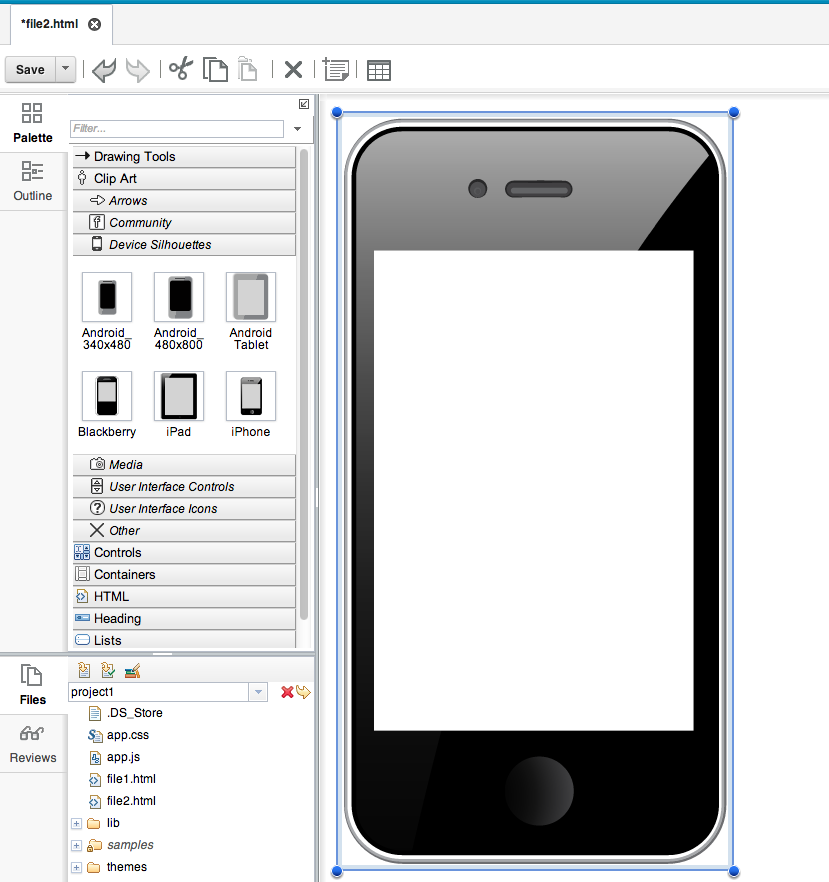 *file2.html
Save
Palette
Outline
Filter...
Drawing Tools
Clip Art
Arrows
f Community
Device Silhouettes
Android_
340x480
Android_
480x800
Android
Tablet
Blackberry
iPad
iPhone
Media
User Interface Controls
? User Interface Icons
Other
Controls
Containers
HTML
Heading
Lists
Files
Reviews
project1
.DS_Store
app.css
app.js
file1.html
file2.html
lib
samples
themes